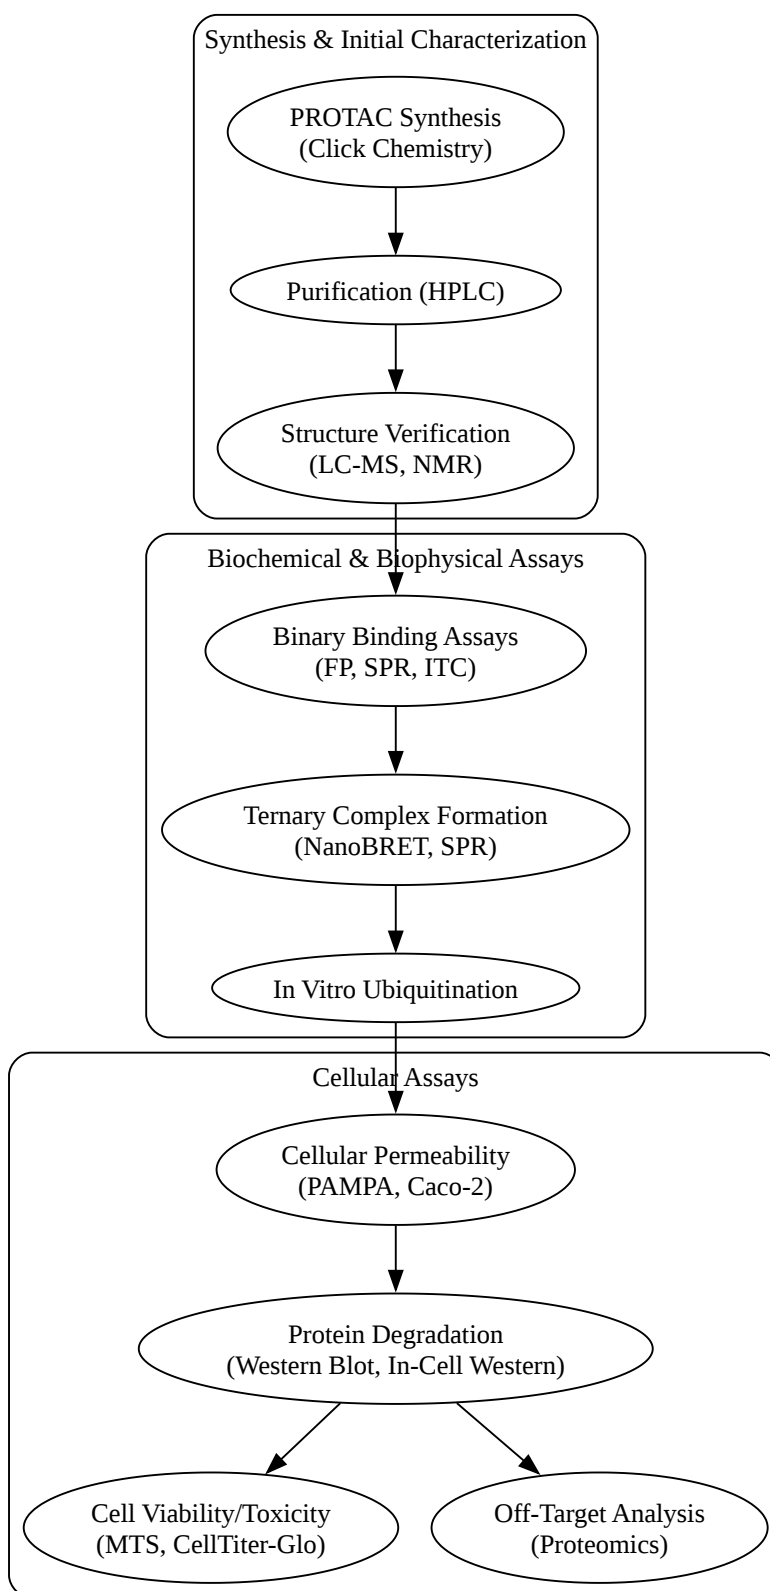 Synthesis & Initial Characterization
PROTAC Synthesis
(Click Chemistry)
Purification (HPLC)
Structure Verification
(LC-MS, NMR)
Biochemical & Biophysical Assays
Binary Binding Assays
(FP, SPR, ITC)
Ternary Complex Formation
(NanoBRET, SPR)
In Vitro Ubiquitination
Cellular Assays
Cellular Permeability
(PAMPA, Caco-2)
Protein Degradation
(Western Blot, In-Cell Western)
Cell Viability/Toxicity
(MTS, CellTiter-Glo)
Off-Target Analysis
(Proteomics)